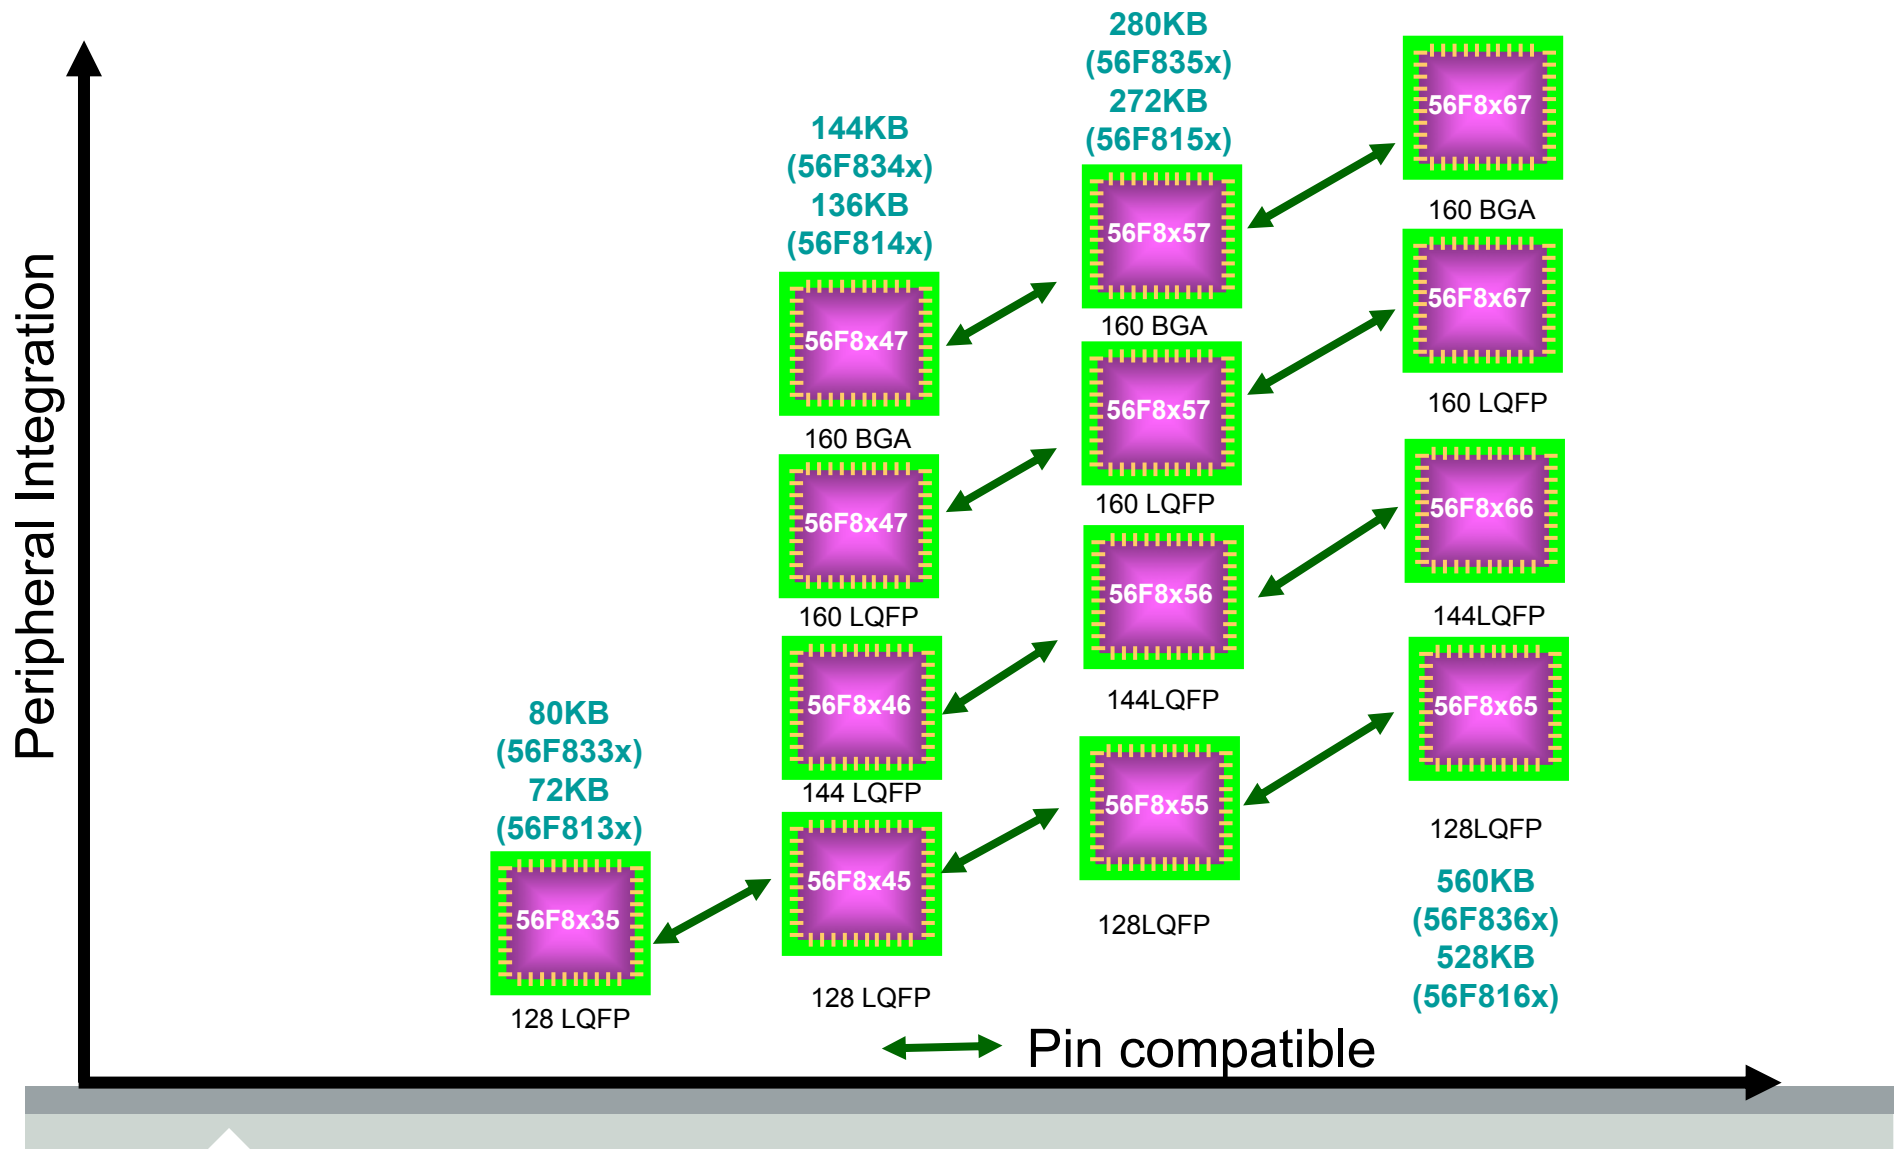 Peripheral Integration
80KB
(56F833x)
72KB
(56F813x)
56F8x35
128 LQFP
144KB
(56F834x)
136KB
(56F814x)
56F8x47
160 BGA
56F8x47
160 LQFP
56F8x46
144 LQFP
56F8x45
128 LQFP
280KB
(56F835x)
272KB
(56F815x)
56F8x57
160 BGA
56F8x57
160 LQFP
56F8x56
144LQFP
56F8x55
128LQFP
56F8x67
160 BGA
56F8x67
160 LQFP
56F8x66
144LQFP
56F8x65
128LQFP
560KB
(56F836x)
528KB
(56F816x)
Pin compatible